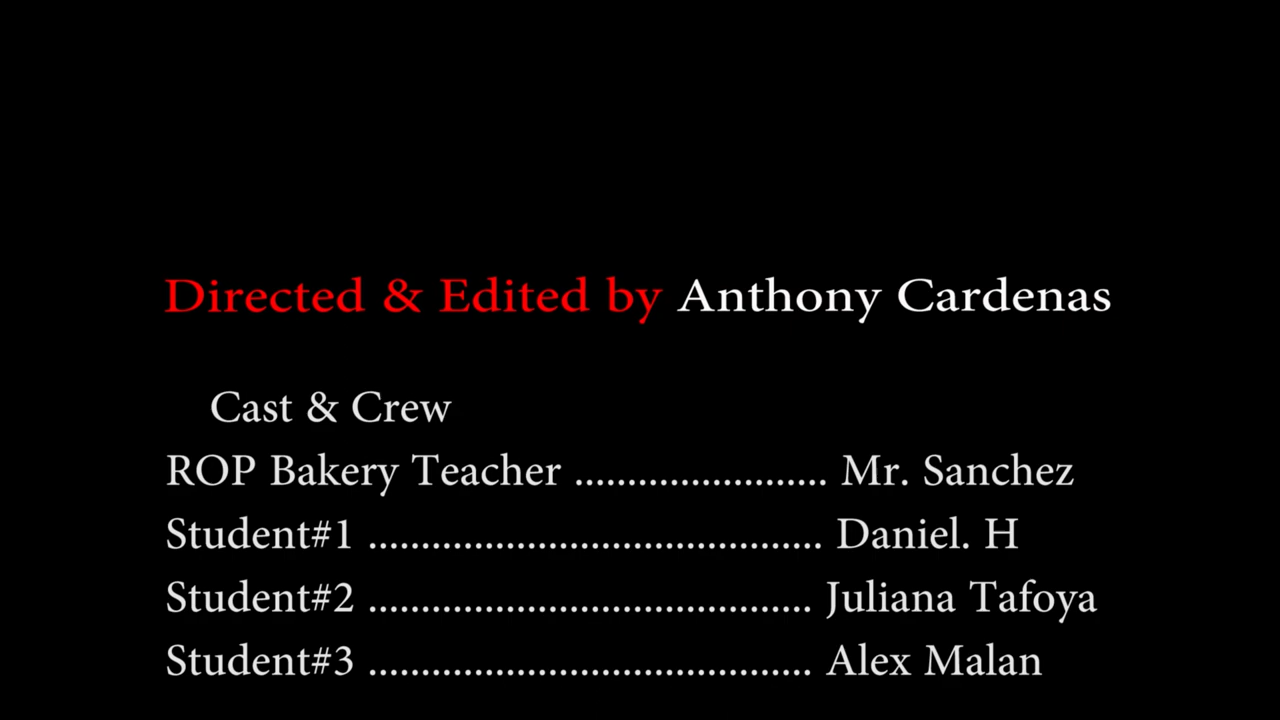 Directed & Edited by Anthony Cardenas
Cast & Crew
ROP Bakery Teacher ........................ Mr. Sanchez
Student#1 ........................................... Daniel. H
Student#2 .......................................... Juliana Tafoya
Student#3 .......................................... Alex Malan